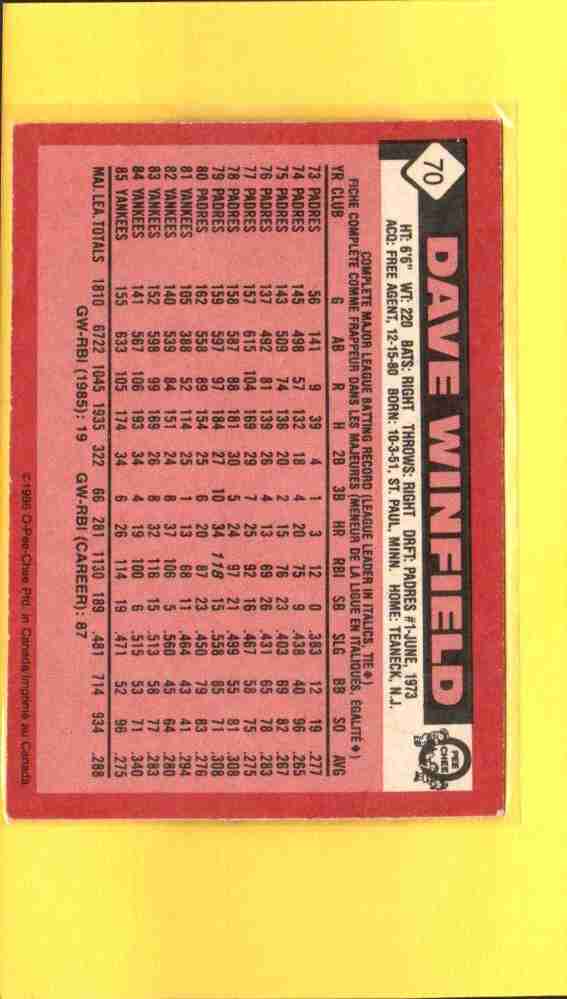 70
DAVE WINFIELD
O PEE CHEE
HT: 6'6" WT: 220 BATS: RIGHT THROWS: RIGHT DRFT: PADRES #1-JUNE, 1973
ACQ: FREE AGENT, 12-15-80 BORN: 10-3-51, ST. PAUL, MINN. HOME: TEANECK, N.J.
COMPLETE MAJOR LEAGUE BATTING RECORD (LEAGUE LEADER IN ITALICS, TIE ♦)
FICHE COMPLETE COMME FRAPPEUR DANS LES MAJEURES (MENEUR DE LA LIGUE EN ITALIQUES, EGALITÉ ♦)
YR CLUB G AB R H 2B 3B HR RBI SB SLG BB SO AVG
73 PADRES 56 141 9 39 4 1 3 12 0 .383 12 19 .277
74 PADRES 145 498 57 132 18 4 20 75 9 .438 40 96 .265
75 PADRES 143 509 74 136 20 2 15 76 23 .403 69 82 .267
76 PADRES 137 492 81 139 26 4 13 69 26 .431 65 78 .283
77 PADRES 157 615 104 169 29 7 25 92 16 .467 58 75 .275
78 PADRES 158 587 88 181 30 5 24 97 21 .499 55 81 .308
79 PADRES 159 597 97 184 27 10 34 118 15 .558 85 71 .308
80 PADRES 162 558 89 154 25 6 20 87 23 .450 79 83 .276
81 YANKEES 105 388 52 114 25 1 13 68 11 .464 43 41 .294
82 YANKEES 140 539 84 151 24 8 37 106 5 .560 45 64 .280
83 YANKEES 152 598 99 169 26 8 32 116 15 .513 58 77 .283
84 YANKEES 141 567 106 193 34 4 19 100 6 .515 53 71 .340
85 YANKEES 155 633 105 174 34 6 26 114 19 .471 52 96 .275
MAJ. LEA. TOTALS 1810 6722 1045 1935 322 66 281 1130 189 .481 714 934 .288
GW-RBI (1985): 19 GW-RBI (CAREER): 87
©1986 O-Pee-Chee Ptd. in Canada/Imprimé au Canada